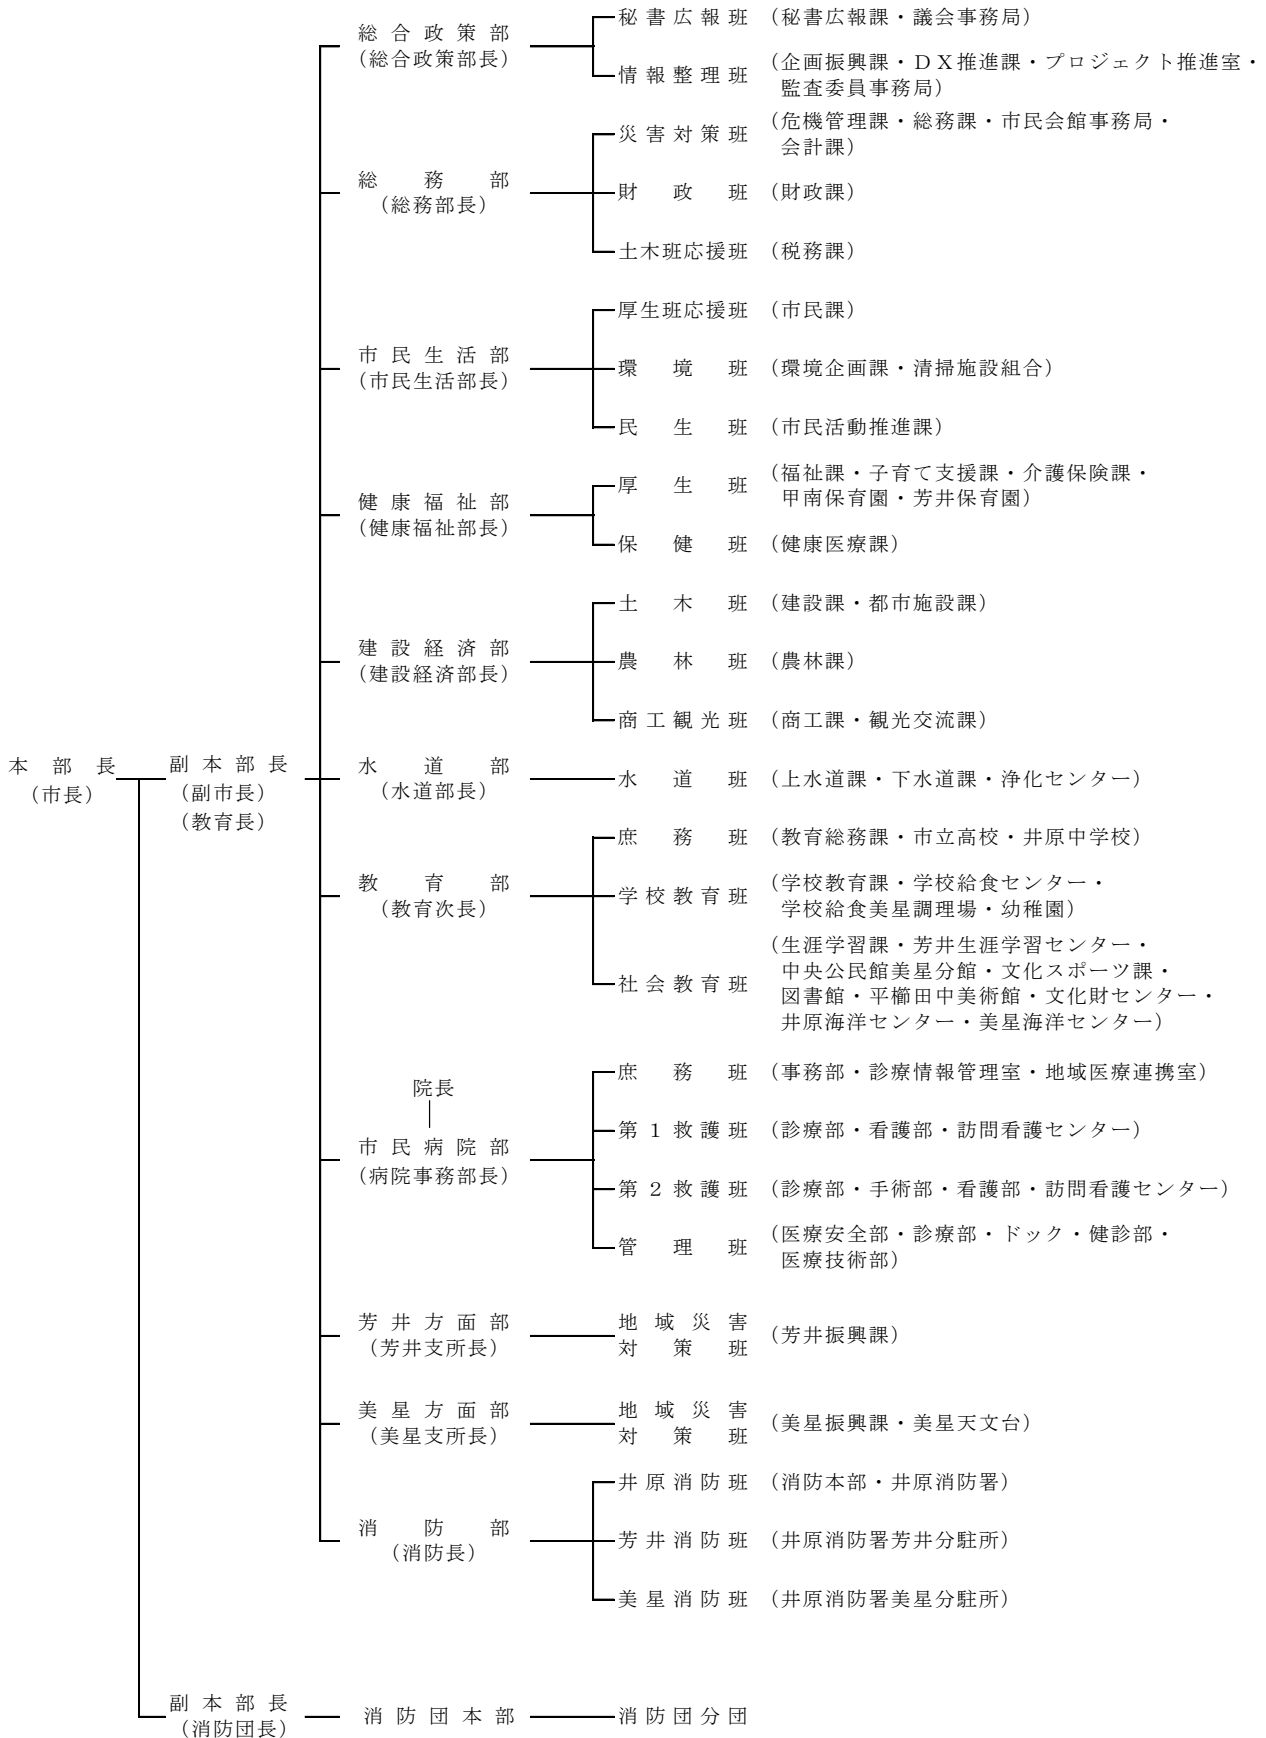 本部長
（市長）
副本部長
（副市長）
（教育長）
総合政策部
（総合政策部長）
秘書広報班 （秘書広報課・議会事務局）
情報整理班 （企画振興課・ＤＸ推進課・プロジェクト推進室・
監査委員事務局）
総務部
（総務部長）
災害対策班 （危機管理課・総務課・市民会館事務局・
会計課）
財政班 （財政課）
土木班応援班 （税務課）
市民生活部
（市民生活部長）
厚生班応援班 （市民課）
環境班 （環境企画課・清掃施設組合）
民生班 （市民活動推進課）
健康福祉部
（健康福祉部長）
厚生班 （福祉課・子育て支援課・介護保険課・
甲南保育園・芳井保育園）
保健班 （健康医療課）
建設経済部
（建設経済部長）
土木班 （建設課・都市施設課）
農林班 （農林課）
商工観光班 （商工課・観光交流課）
水道部
（水道部長）
水道班 （上水道課・下水道課・浄化センター）
教育部
（教育次長）
庶務班 （教育総務課・市立高校・井原中学校）
学校教育班 （学校教育課・学校給食センター・
学校給食美星調理場・幼稚園）
社会教育班 （生涯学習課・芳井生涯学習センター・
中央公民館美星分館・文化スポーツ課・
図書館・平櫛田中美術館・文化財センター・
井原海洋センター・美星海洋センター）
院長
市民病院部
（病院事務部長）
庶務班 （事務部・診療情報管理室・地域医療連携室）
第１救護班 （診療部・看護部・訪問看護センター）
第２救護班 （診療部・手術部・看護部・訪問看護センター）
管理班 （医療安全部・診療部・ドック・健診部・
医療技術部）
芳井方面部
（芳井支所長）
地域災害
対策班
（芳井振興課）
美星方面部
（美星支所長）
地域災害
対策班
（美星振興課・美星天文台）
消防部
（消防長）
井原消防班 （消防本部・井原消防署）
芳井消防班 （井原消防署芳井分駐所）
美星消防班 （井原消防署美星分駐所）
副本部長
（消防団長）
消防団本部
消防団分団